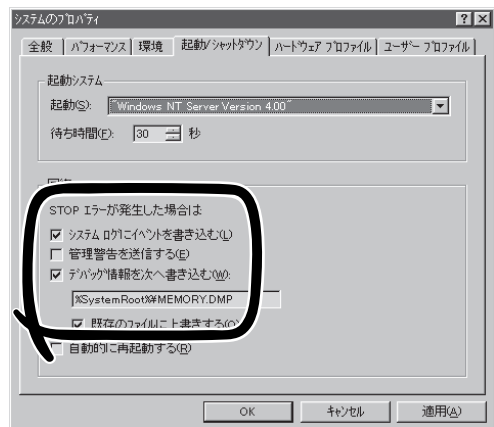 システムのプロパティ
全般 パフォーマンス 環境 起動/シャットダウン ハードウェア プロファイル ユーザー プロファイル
起動システム
起動(S): "Windows NT Server Version 4.00"
待ち時間(F): 30 秒
STOP エラーが発生した場合は
システム ログにイベントを書き込む(L)
管理警告を送信する(E)
デバッグ情報を次へ書き込む(W):
%SystemRoot%¥MEMORY.DMP
既存のファイルに上書きする(O)
自動的に再起動する(R)
OK キャンセル 適用(A)